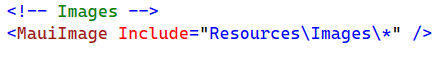 <!-- Images -->
<MauiImage Include="Resources\Images\*" />